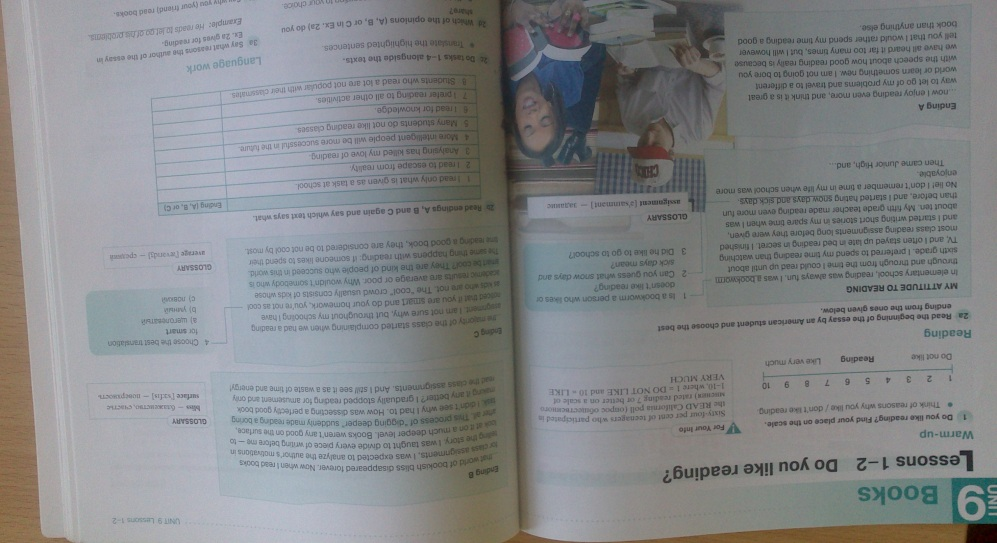 UNIT
9
Books
Lessons 1–2 Do you like reading?
Warm-up
1 Do you like reading? Find your place on the scale.
• Think of reasons why you like / don't like reading
1 2 3 4 5 6 7 8 9 10
Do not like Reading Like very much
For Your Info
Sixty-four per cent of teenagers who participated in
the READ California poll (опрос общественного
мнения) rated reading 7 or better on a scale of
1–10, where 1 = DO NOT LIKE and 10 = LIKE
VERY MUCH
Reading
2a Read the beginning of the essay by an American student and choose the best
ending from the ones given below.
MY ATTITUDE TO READING
In elementary school, reading was always fun. I was a bookworm
through and through from the time I could read up until about
sixth grade. I preferred to spend my time reading than watching
TV, and I often stayed up late in bed reading in secret. I finished
most class reading assignments long before they were given,
and I started writing short stories in my spare time when I was
about ten. My fifth grade teacher made reading even more fun
than before, and I started hating snow days and sick days.
No lie! I don't remember a time in my life when school was more
enjoyable.
Then came Junior High, and...
1 Is a bookworm a person who likes or
doesn't like reading?
2 Can you guess what snow days and
sick days mean?
3 Did he like to go to school?
GLOSSARY
assignment [əˈsaɪnmənt] — задание
Ending A
... now I enjoy reading even more, and think it is a great
way to let go of my problems and travel to a different
world or learn something new. I am not going to bore you
with the speech about how good reading really is because
we have all heard it far too many times, but I will however
tell you that I would rather spend my time reading a good
book than anything else.
UNIT 9 Lessons 1–2
Ending B
that world of bookish bliss disappeared forever. Now when I read books
for class assignments, I was expected to analyze the author's motivations in
telling the story. I was taught to divide every piece of writing before me — to
look at it on a much deeper level. Books weren't any good on the surface,
after all. This process of "digging deeper" suddenly made reading a boring
task. I didn't see why I had to. How was dissecting a perfectly good book
making it any better? I gradually stopped reading for amusement and only
read the class assignments. And I still see it as a waste of time and energy!
GLOSSARY
bliss — блаженство, счастье
surface [ˈsɜːfɪs] — поверхность
Ending C
the majority of the class started complaining when we had a reading
assignment. I am not sure why, but throughout my schooling I have
noticed that if you are smart and do your homework, you're not as cool
as kids who are not. The "cool" crowd usually consists of kids whose
academic results are average or poor. Why wouldn't somebody who is
smart be cool? They are the kind of people who succeed in this world.
The same thing happens with reading: if someone likes to spend their
time reading a good book, they are considered to be not cool by most.
4 Choose the best translation
for smart
a) щеголеватый
b) умный
c) ловкий
GLOSSARY
average [ˈævərɪdʒ] — средний
2b Read endings A, B and C again and say which text says what.
Ending (A, B, or C)
1 I read only what is given as a task at school.
2 I read to escape from reality.
3 Analysing has killed my love of reading
4 More intelligent people will be more successful in the future.
5 Many students do not like reading classes.
6 I read for knowledge.
7 I prefer reading to all other activities.
8 Students who read a lot are not popular with their classmates.
2c Do tasks 1–4 alongside the texts.
• Translate the highlighted sentences.
2d Which of the opinions (A, B, or C in Ex. 2a) do you
share?
Language work
3a Say what reasons the author of the essay in
Ex. 2a gives for reading.
Example: He reads to let go of his problems.
why you (your friend) read books.